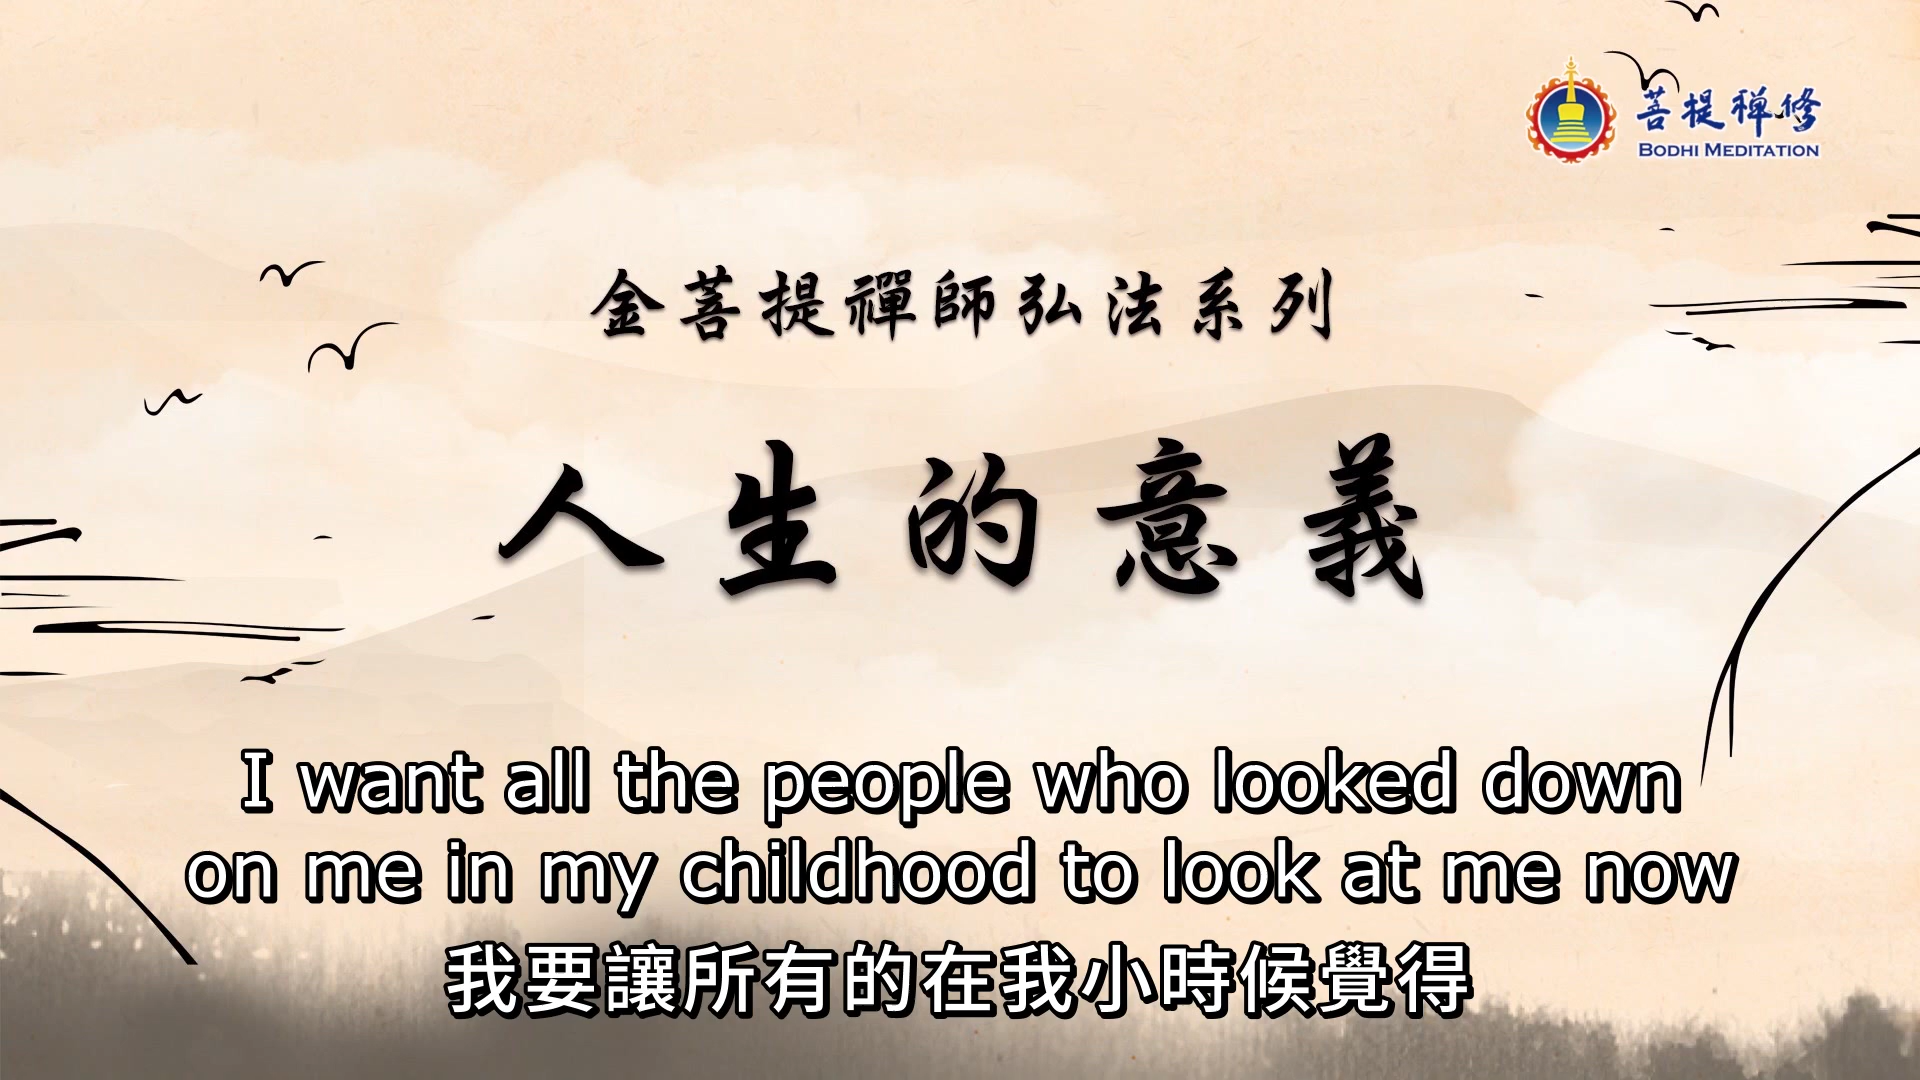 菩提禪修
BODHI MEDITATION
金菩提禪師弘法系列
人生的意義
I want all the people who looked down
on me in my childhood to look at me now
我要讓所有的在我小時候覺得